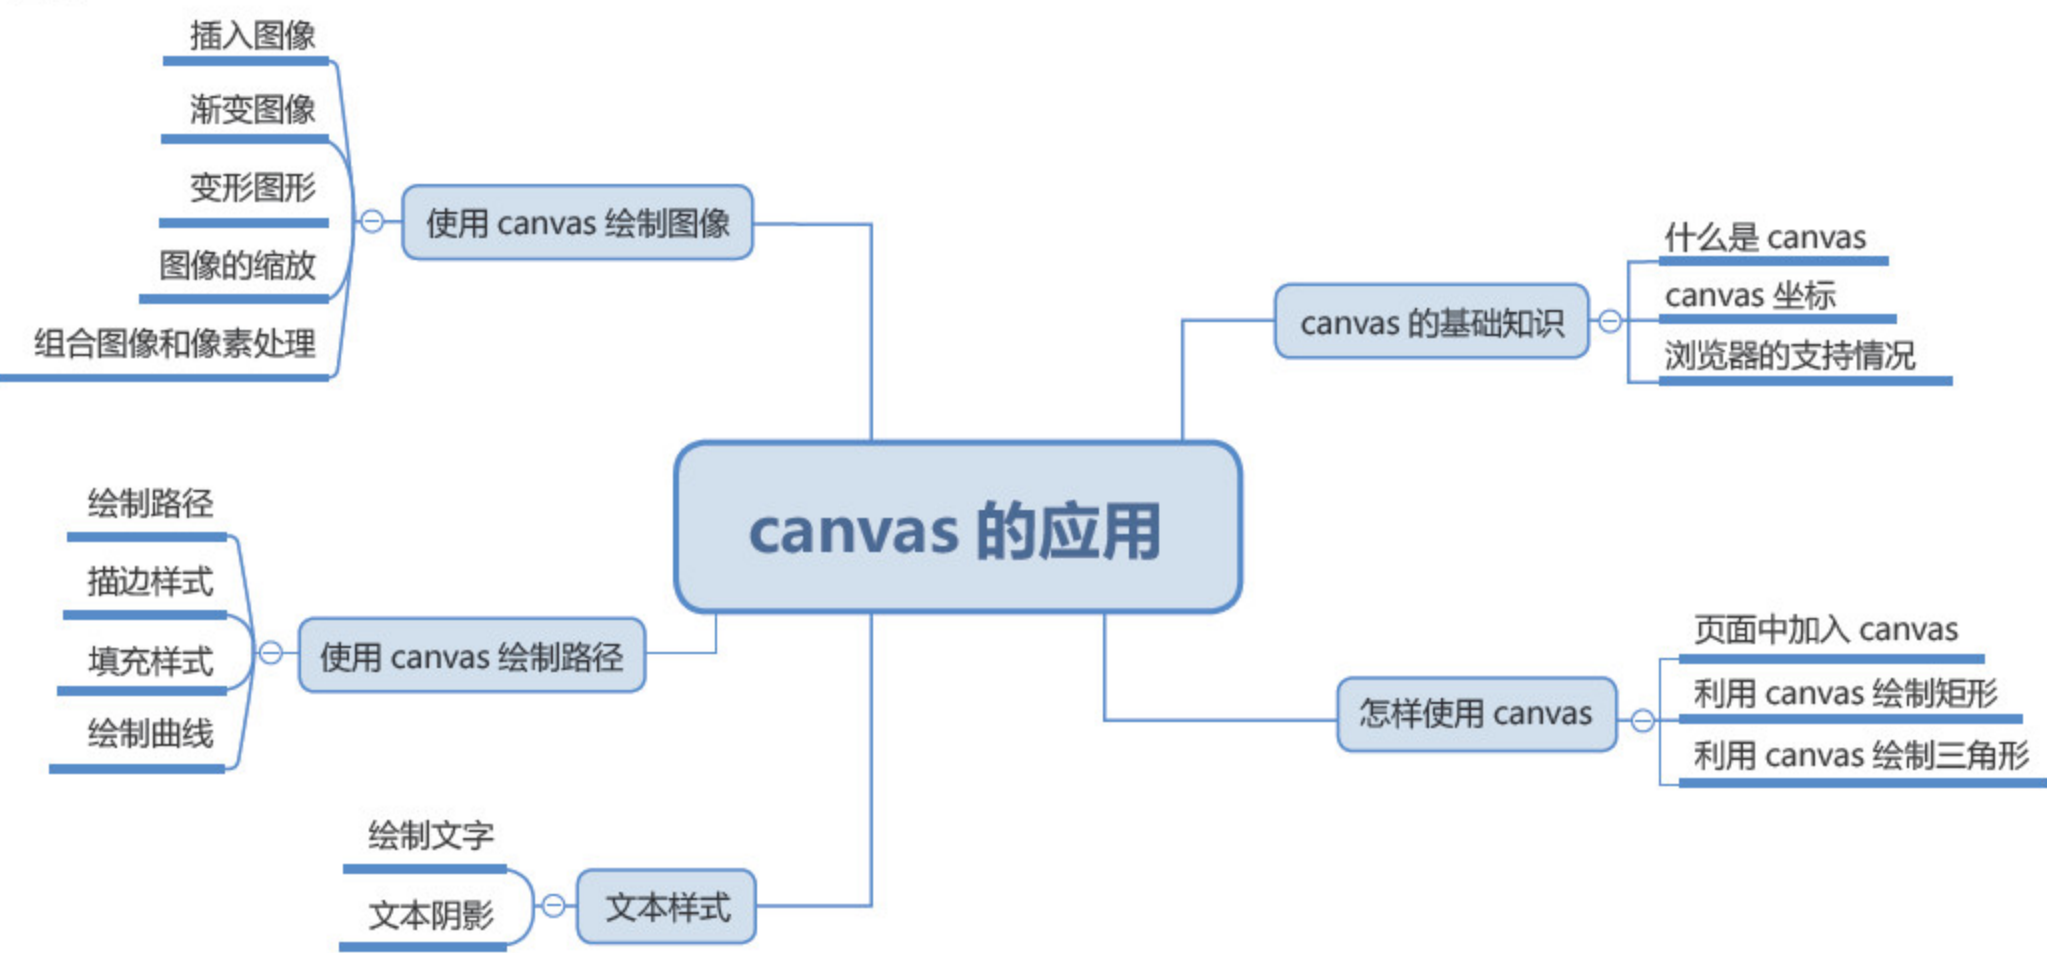 插入图像
渐变图像
变形图形
图像的缩放
组合图像和像素处理
使用 canvas 绘制图像
什么是 canvas
canvas 坐标
浏览器的支持情况
canvas 的基础知识
canvas 的应用
绘制路径
描边样式
填充样式
绘制曲线
使用 canvas 绘制路径
页面中加入 canvas
利用 canvas 绘制矩形
利用 canvas 绘制三角形
怎样使用 canvas
绘制文字
文本阴影
文本样式